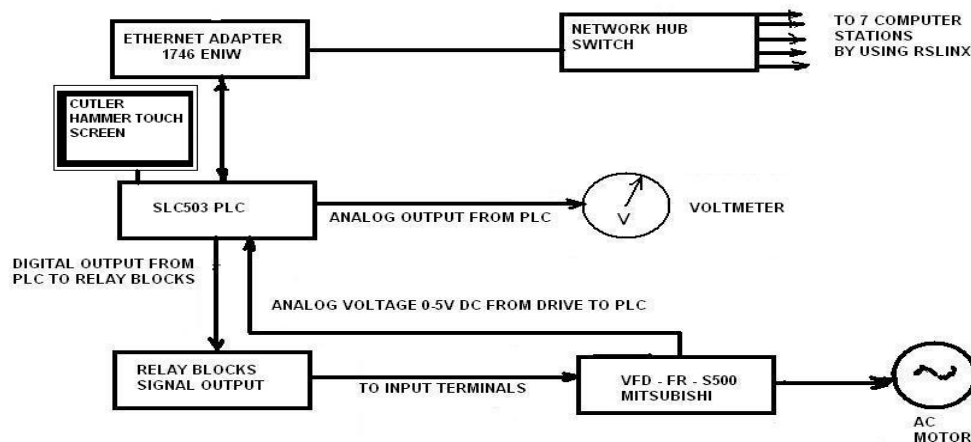 ETHERNET ADAPTER
1746 ENIW
NETWORK HUB
SWITCH
TO 7 COMPUTER
STATIONS
BY USING RSLINX
CUTLER
HAMMER TOUCH
SCREEN
SLC503 PLC
ANALOG OUTPUT FROM PLC
V
VOLTMETER
DIGITAL OUTPUT FROM
PLC TO RELAY BLOCKS
ANALOG VOLTAGE 0-5V DC FROM DRIVE TO PLC
RELAY BLOCKS
SIGNAL OUTPUT
TO INPUT TERMINALS
VFD - FR - S500
MITSUBISHI
AC
MOTOR